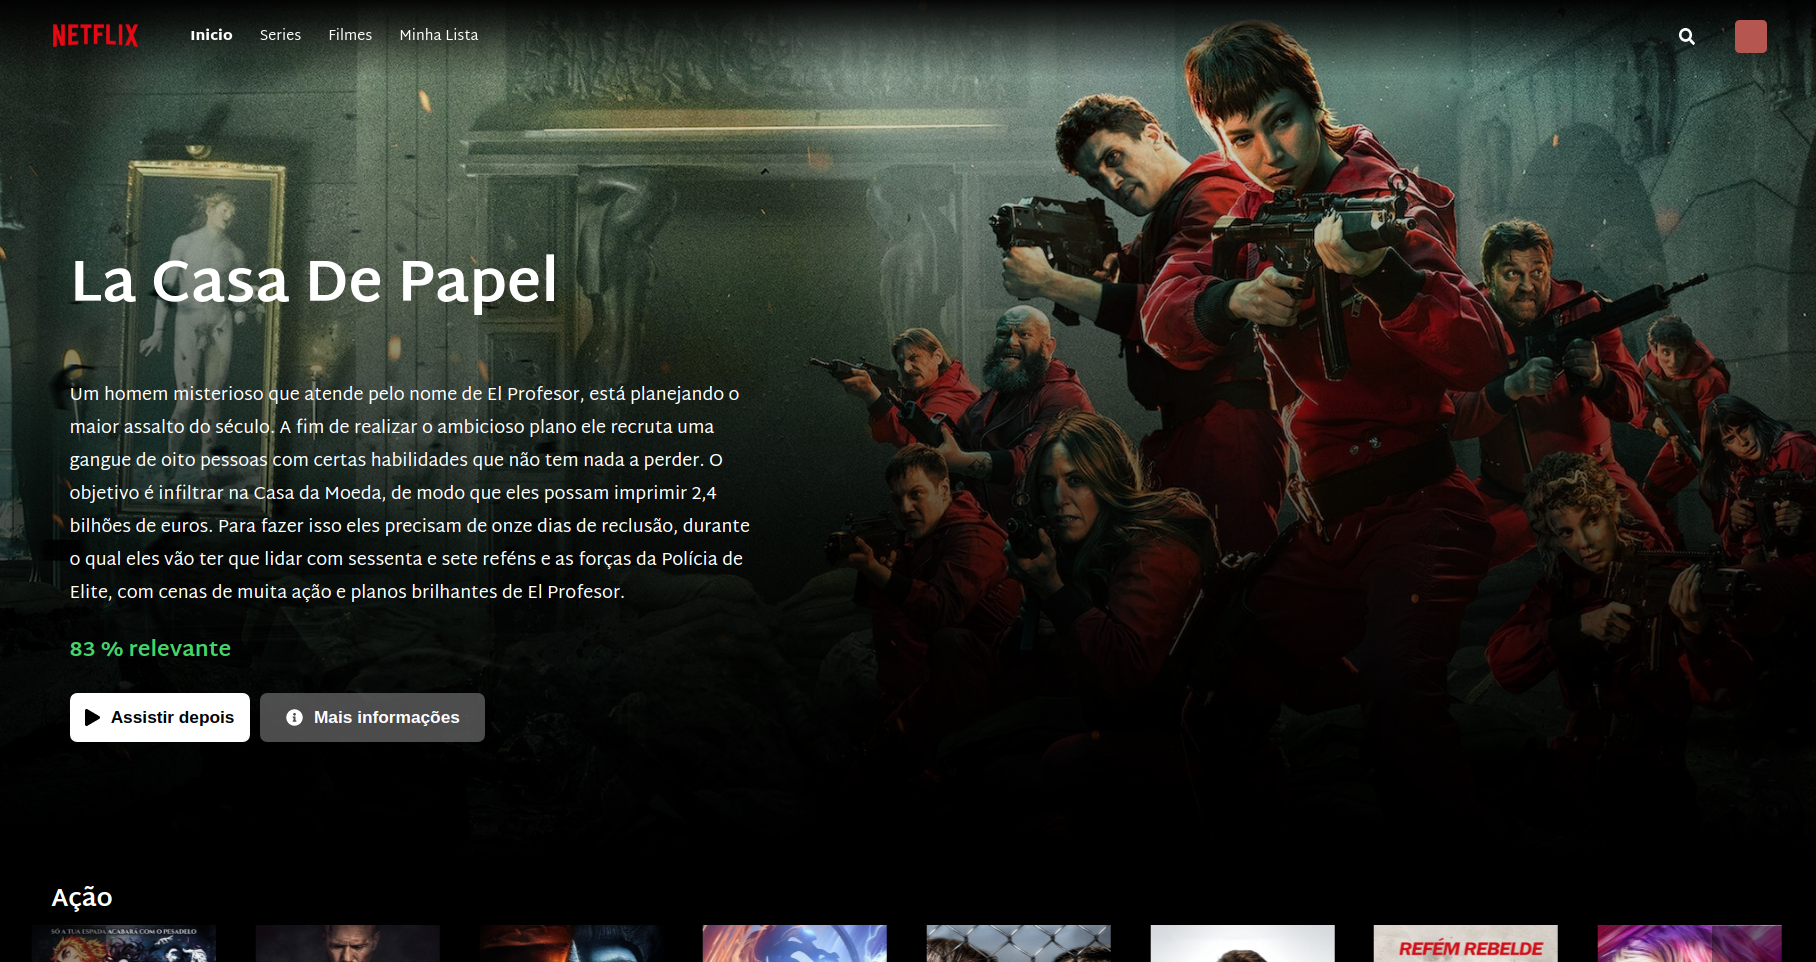 NETFLIX
Inicio
Series
Filmes
Minha Lista
La Casa De Papel
Um homem misterioso que atende pelo nome de El Profesor, está planejando o
maior assalto do século. A fim de realizar o ambicioso plano ele recruta uma
gangue de oito pessoas com certas habilidades que não tem nada a perder. O
objetivo é infiltrar na Casa da Moeda, de modo que eles possam imprimir 2,4
bilhões de euros. Para fazer isso eles precisam de onze dias de reclusão, durante
o qual eles vão ter que lidar com sessenta e sete reféns e as forças da Polícia de
Elite, com cenas de muita ação e planos brilhantes de El Profesor.
83 % relevante
Assistir depois
Mais informações
Ação
SÓ A TUA ESPADA ACABARÁ COM O PESADELO
REFÉM REBELDE